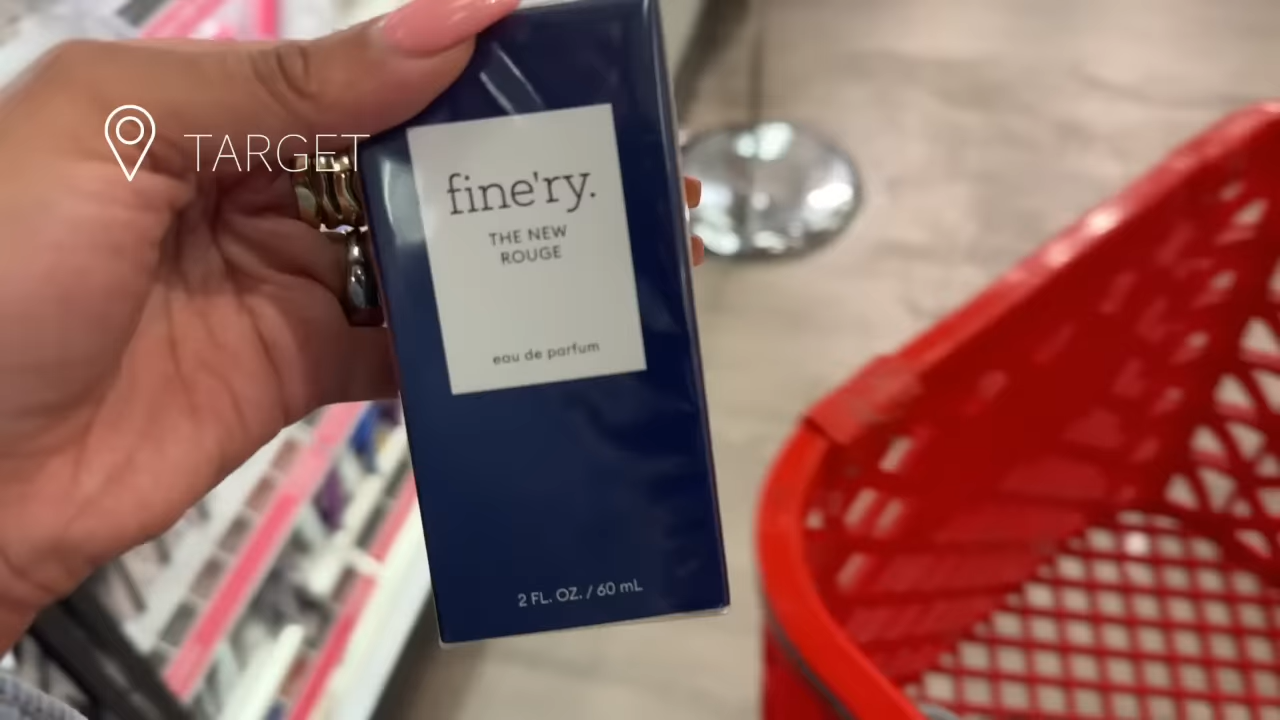 TARGET
fine'ry.
THE NEW
ROUGE
eau de parfum
2 FL. OZ. / 60 mL